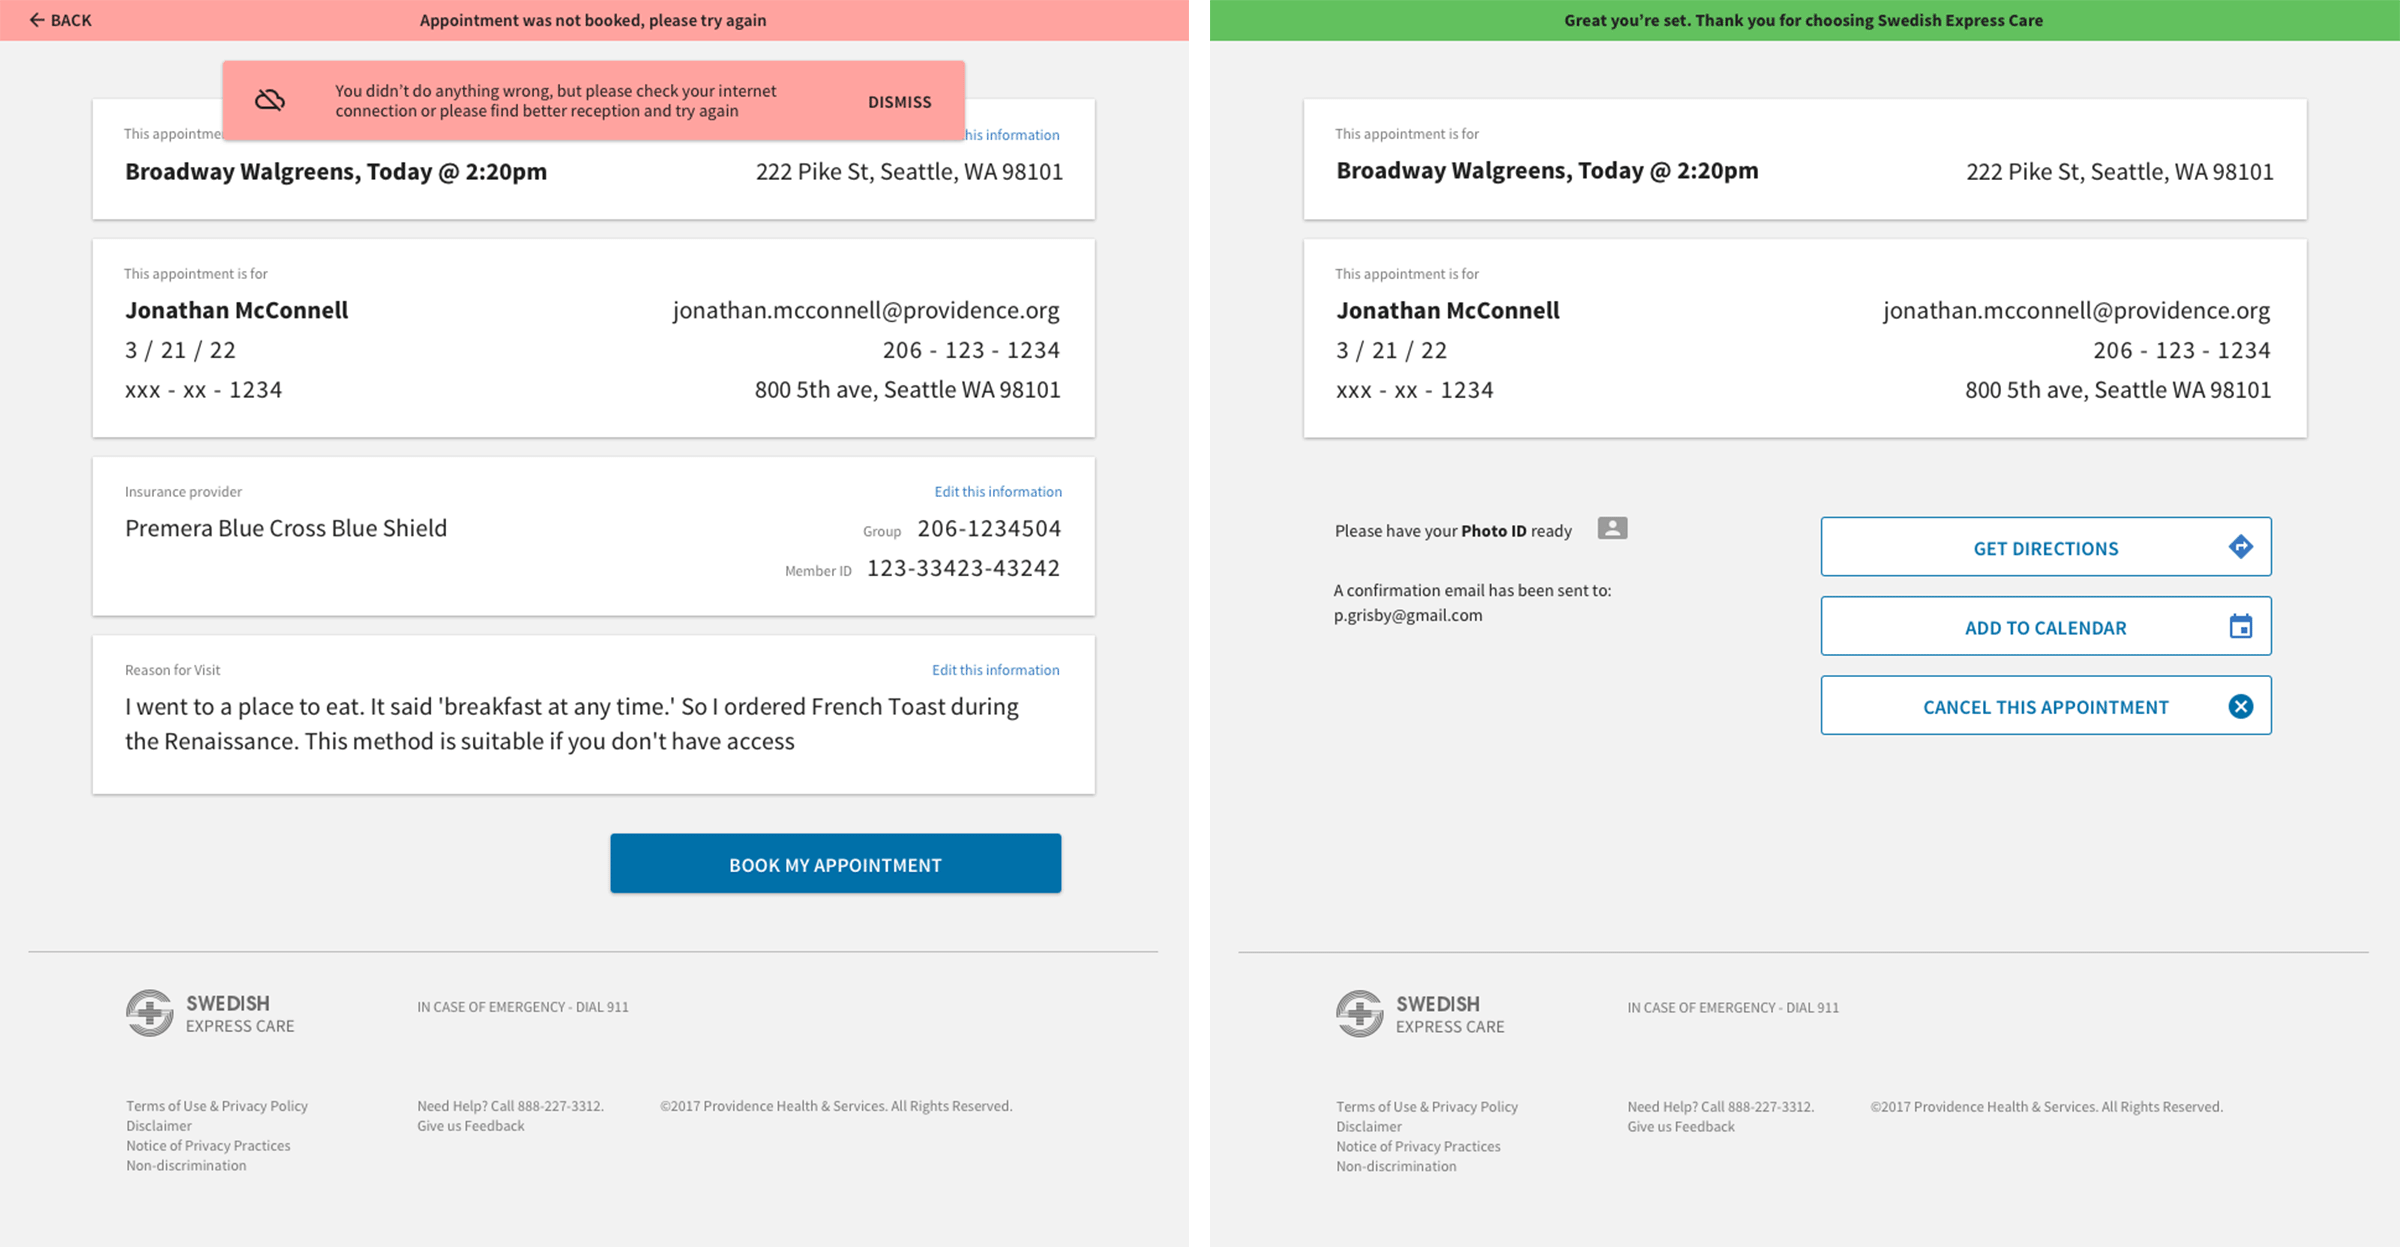 BACK
Appointment was not booked, please try again
You didn’t do anything wrong, but please check your internet
connection or please find better reception and try again
DISMISS
This appointme
his information
Broadway Walgreens, Today @ 2:20pm
222 Pike St, Seattle, WA 98101
This appointment is for
Jonathan McConnell
jonathan.mcconnell@providence.org
3 / 21 / 22
206 - 123 - 1234
xxx - xx - 1234
800 5th ave, Seattle WA 98101
Insurance provider
Edit this information
Premera Blue Cross Blue Shield
Group 206-1234504
Member ID 123-33423-43242
Reason for Visit
Edit this information
I went to a place to eat. It said 'breakfast at any time.' So I ordered French Toast during
the Renaissance. This method is suitable if you don't have access
BOOK MY APPOINTMENT
SWEDISH
EXPRESS CARE
IN CASE OF EMERGENCY - DIAL 911
Terms of Use & Privacy Policy
Disclaimer
Notice of Privacy Practices
Non-discrimination
Need Help? Call 888-227-3312.
Give us Feedback
©2017 Providence Health & Services. All Rights Reserved.
Great you’re set. Thank you for choosing Swedish Express Care
This appointment is for
Broadway Walgreens, Today @ 2:20pm
222 Pike St, Seattle, WA 98101
This appointment is for
Jonathan McConnell
jonathan.mcconnell@providence.org
3 / 21 / 22
206 - 123 - 1234
xxx - xx - 1234
800 5th ave, Seattle WA 98101
Please have your Photo ID ready
A confirmation email has been sent to:
p.grisby@gmail.com
GET DIRECTIONS
ADD TO CALENDAR
CANCEL THIS APPOINTMENT
SWEDISH
EXPRESS CARE
IN CASE OF EMERGENCY - DIAL 911
Terms of Use & Privacy Policy
Disclaimer
Notice of Privacy Practices
Non-discrimination
Need Help? Call 888-227-3312.
Give us Feedback
©2017 Providence Health & Services. All Rights Reserved.